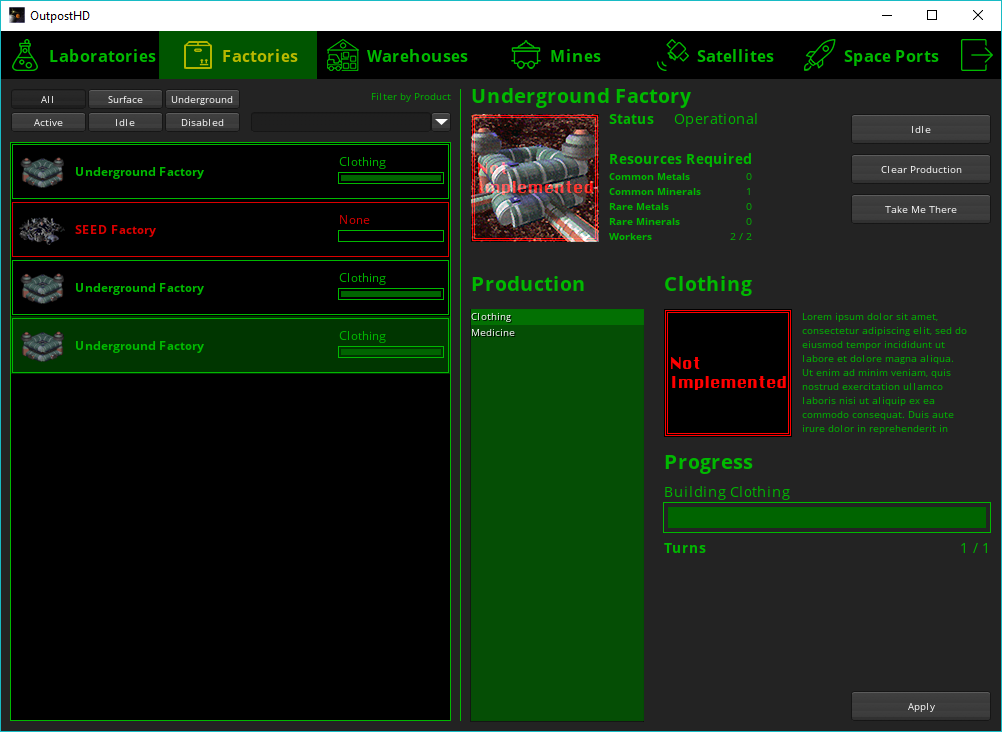 OutpostHD
Laboratories
Factories
Warehouses
Mines
Satellites
Space Ports
All
Surface
Underground
Filter by Product
Active
Idle
Disabled
Underground Factory
Clothing
SEED Factory
None
Underground Factory
Clothing
Underground Factory
Clothing
Underground Factory
Not
Implemented
Status Operational
Resources Required
Common Metals 0
Common Minerals 1
Rare Metals 0
Rare Minerals 0
Workers 2 / 2
Idle
Clear Production
Take Me There
Production
Clothing
Medicine
Clothing
Not
Implemented
Lorem ipsum dolor sit amet,
consectetur adipiscing elit, sed do
eiusmod tempor incididunt ut
labore et dolore magna aliqua.
Ut enim ad minim veniam, quis
nostrud exercitation ullamco
laboris nisi ut aliquip ex ea
commodo consequat. Duis aute
irure dolor in reprehenderit in
Progress
Building Clothing
Turns 1 / 1
Apply